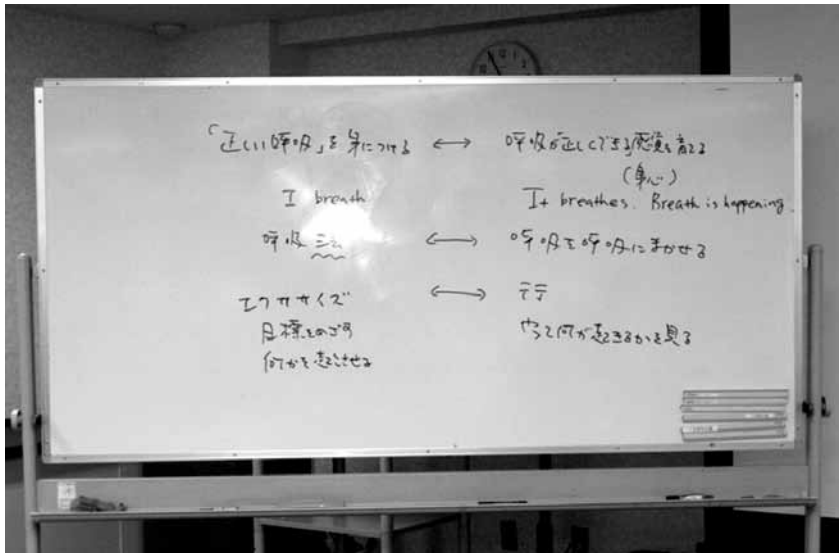 「正しい呼吸」を身につける ⟷ 呼吸が正しくできる感覚を育てる
(身心)
I breath It breathes. Breath is happening
呼吸法 ⟷ 呼吸を呼吸にまかせる
エクササイズ ⟷ 行
目標をめざす やって何が起きるかを見る
何かを起こさせる